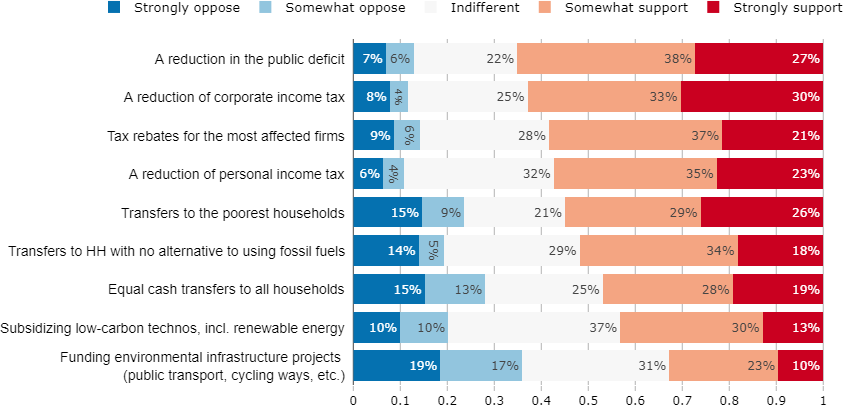 Strongly oppose Somewhat oppose Indifferent Somewhat support Strongly support
A reduction in the public deficit 7% 6% 22% 38% 27%
A reduction of corporate income tax 8% 4% 25% 33% 30%
Tax rebates for the most affected firms 9% 6% 28% 37% 21%
A reduction of personal income tax 6% 4% 32% 35% 23%
Transfers to the poorest households 15% 9% 21% 29% 26%
Transfers to HH with no alternative to using fossil fuels 14% 5% 29% 34% 18%
Equal cash transfers to all households 15% 13% 25% 28% 19%
Subsidizing low-carbon technos, incl. renewable energy 10% 10% 37% 30% 13%
Funding environmental infrastructure projects
(public transport, cycling ways, etc.) 19% 17% 31% 23% 10%
0 0.1 0.2 0.3 0.4 0.5 0.6 0.7 0.8 0.9 1